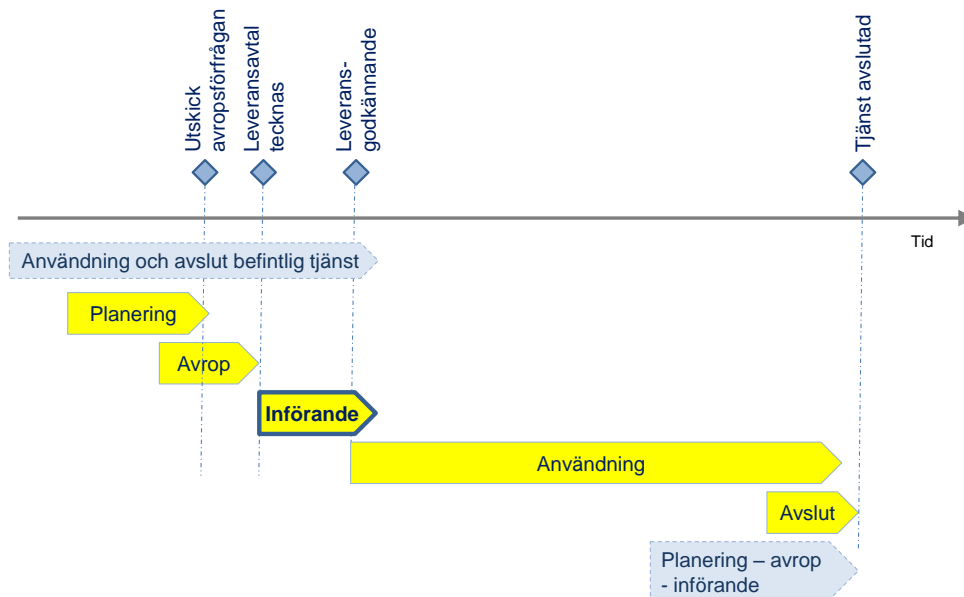 Utskick
avropsförfrågan
Leveransavtal
tecknas
Leverans-
godkännande
Tjänst avslutad
Tid
Användning och avslut befintlig tjänst
Planering
Avrop
Införande
Användning
Avslut
Planering – avrop
- införande